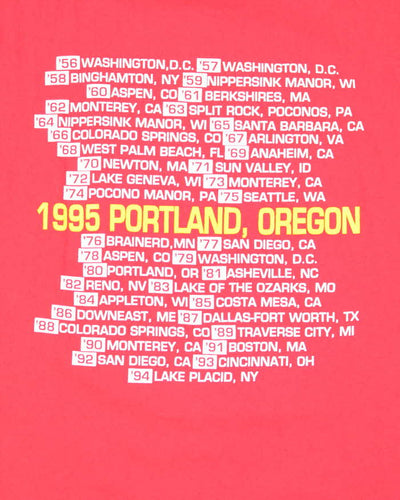 '56 WASHINGTON,D.C. '57 WASHINGTON, D.C.
'58 BINGHAMTON, NY '59 NIPPERSINK MANOR, WI
'60 ASPEN, CO '61 BERKSHIRES, MA
'62 MONTEREY, CA '63 SPLIT ROCK, POCONOS, PA
'64 NIPPERSINK MANOR, WI '65 SANTA BARBARA, CA
'66 COLORADO SPRINGS, CO '67 ARLINGTON, VA
'68 WEST PALM BEACH, FL '69 ANAHEIM, CA
'70 NEWTON, MA '71 SUN VALLEY, ID
'72 LAKE GENEVA, WI '73 MONTEREY, CA
'74 POCONO MANOR, PA '75 SEATTLE, WA
1995 PORTLAND, OREGON
'76 BRAINERD,MN '77 SAN DIEGO, CA
'78 ASPEN, CO '79 WASHINGTON, D.C.
'80 PORTLAND, OR '81 ASHEVILLE, NC
'82 RENO, NV '83 LAKE OF THE OZARKS, MO
'84 APPLETON, WI '85 COSTA MESA, CA
'86 DOWNEAST, ME '87 DALLAS-FORT WORTH, TX
'88 COLORADO SPRINGS, CO '89 TRAVERSE CITY, MI
'90 MONTEREY, CA '91 BOSTON, MA
'92 SAN DIEGO, CA '93 CINCINNATI, OH
'94 LAKE PLACID, NY